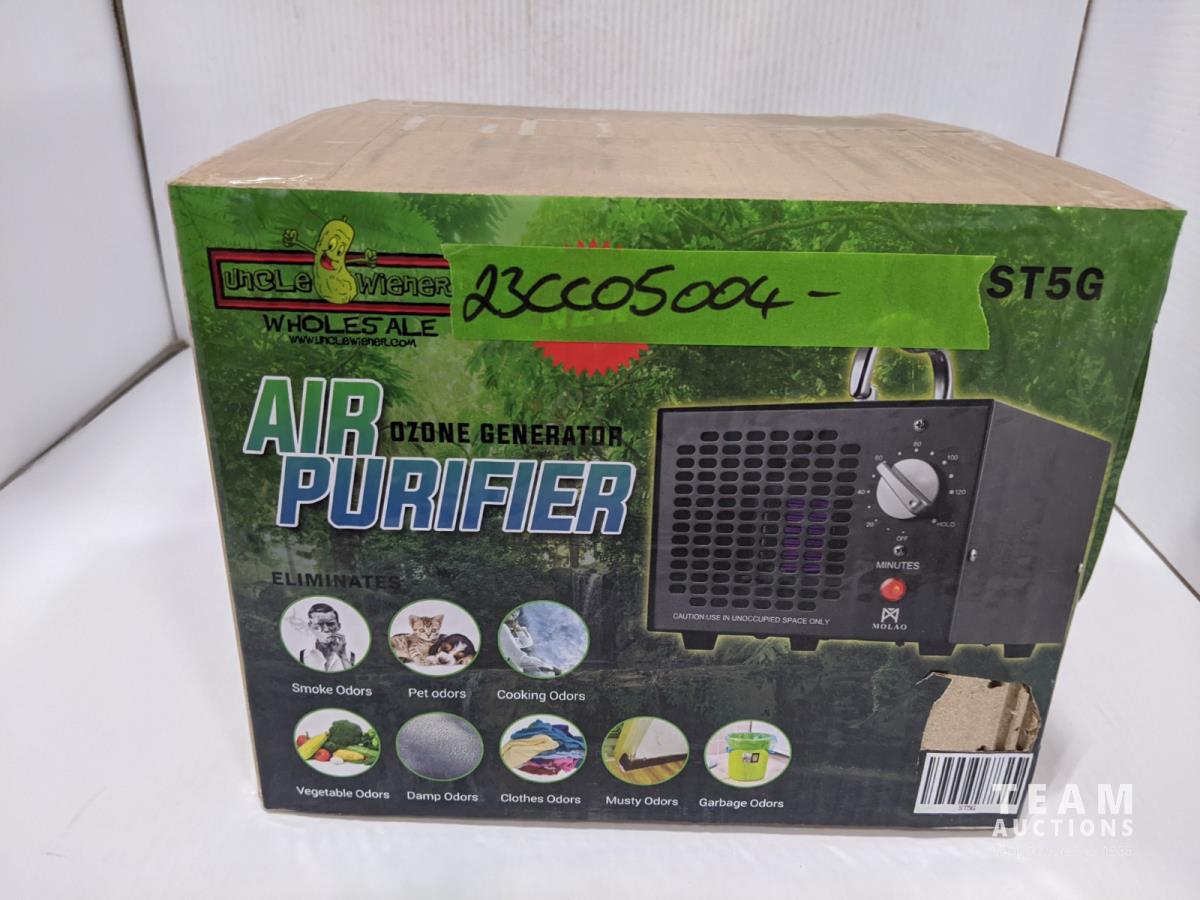 UNCLE WIENER
WHOLESALE
WWW.UNCLEWIENER.COM
23CC05004-
ST5G
AIR
OZONE GENERATOR
PURIFIER
ELIMINATES
Smoke Odors
Pet odors
Cooking Odors
Vegetable Odors
Damp Odors
Clothes Odors
Musty Odors
Garbage Odors
80
60
100
40
120
20
HOLD
OFF
MINUTES
CAUTION:USE IN UNOCCUPIED SPACE ONLY
MOLAO
ST5G
TEAM
AUCTIONS